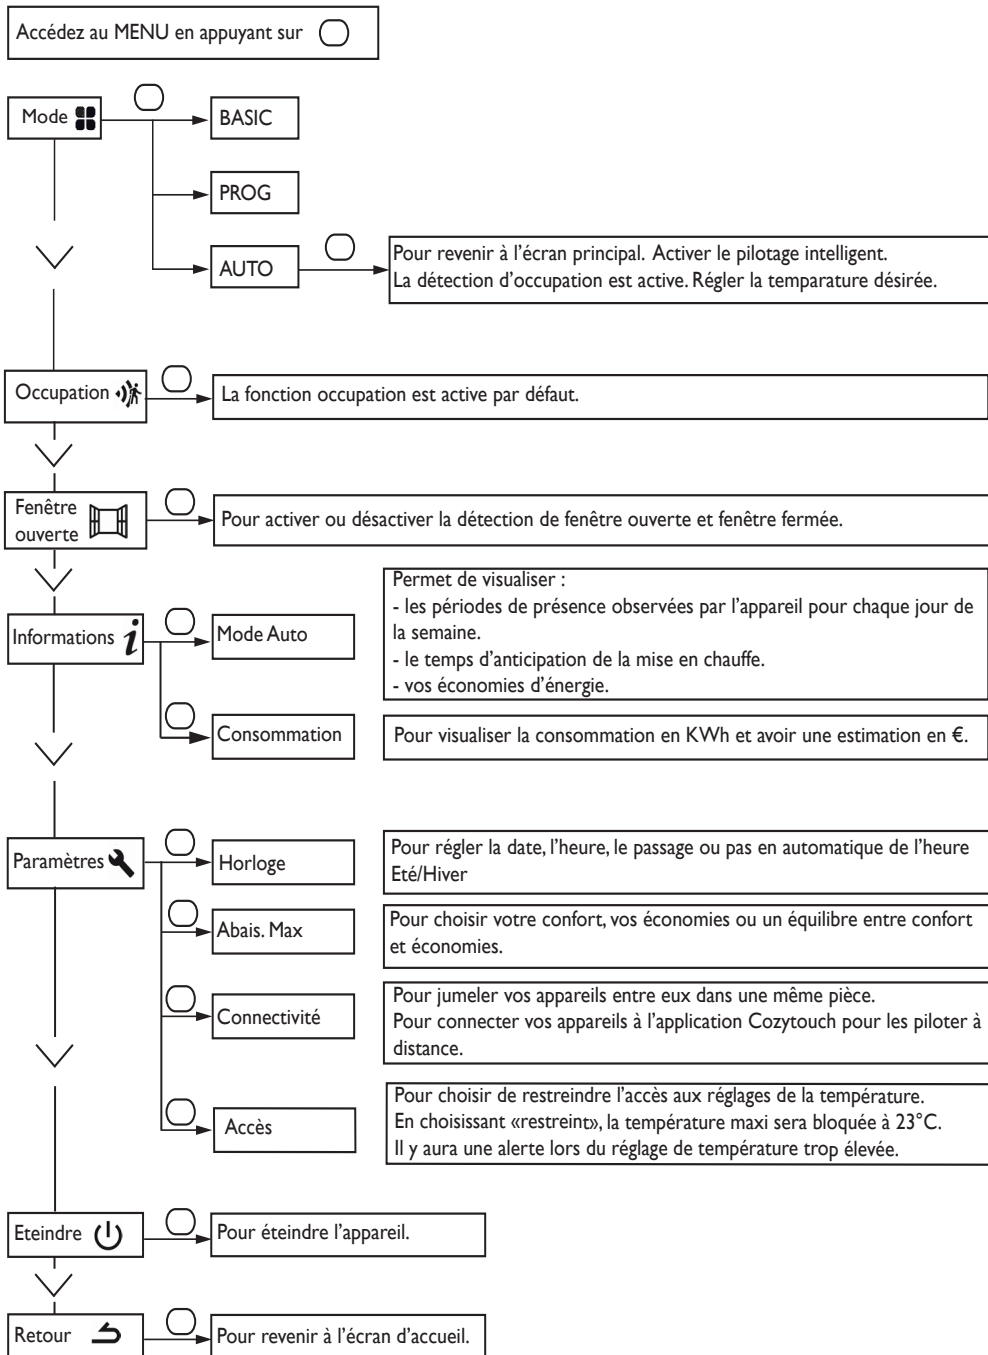 Accédez au MENU en appuyant sur
Mode
BASIC
PROG
AUTO
Pour revenir à l'écran principal. Activer le pilotage intelligent.
La détection d'occupation est active. Régler la temparature désirée.
Occupation
La fonction occupation est active par défaut.
Fenêtre
ouverte
Pour activer ou désactiver la détection de fenêtre ouverte et fenêtre fermée.
Informations i
Mode Auto
Permet de visualiser :
- les périodes de présence observées par l'appareil pour chaque jour de
la semaine.
- le temps d'anticipation de la mise en chauffe.
- vos économies d'énergie.
Consommation
Pour visualiser la consommation en KWh et avoir une estimation en €.
Paramètres
Horloge
Pour régler la date, l'heure, le passage ou pas en automatique de l'heure
Eté/Hiver
Abais. Max
Pour choisir votre confort, vos économies ou un équilibre entre confort
et économies.
Connectivité
Pour jumeler vos appareils entre eux dans une même pièce.
Pour connecter vos appareils à l'application Cozytouch pour les piloter à
distance.
Accès
Pour choisir de restreindre l'accès aux réglages de la température.
En choisissant «restreint», la température maxi sera bloquée à 23°C.
Il y aura une alerte lors du réglage de température trop élevée.
Eteindre
Pour éteindre l'appareil.
Retour
Pour revenir à l'écran d'accueil.